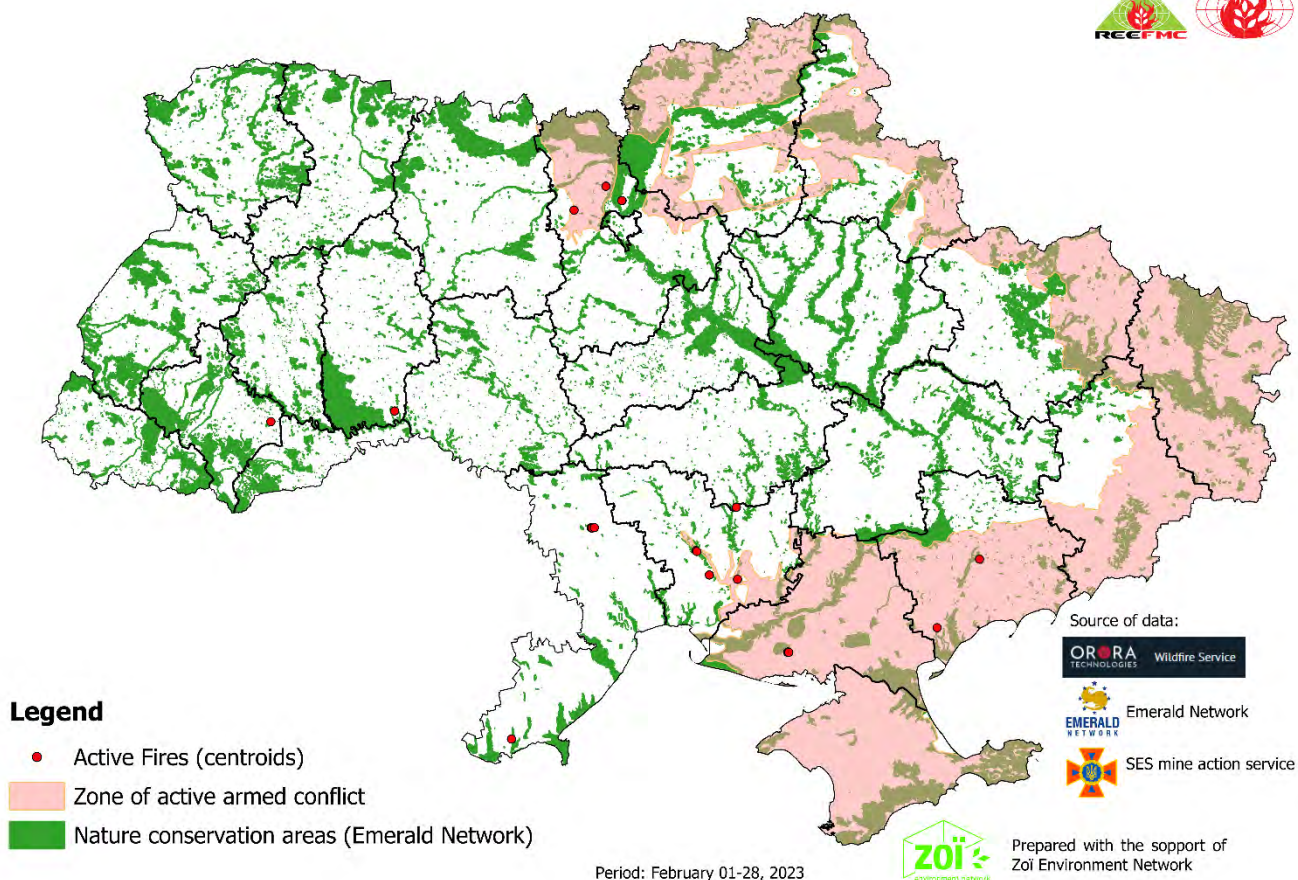 REEFMC
Source of data:
ORORA
TECHNOLOGIES
Wildfire Service
EMERALD
NETWORK
Emerald Network
SES mine action service
Legend
Active Fires (centroids)
Zone of active armed conflict
Nature conservation areas (Emerald Network)
Period: February 01-28, 2023
zoï
environment network
Prepared with the sopport of
Zoï Environment Network